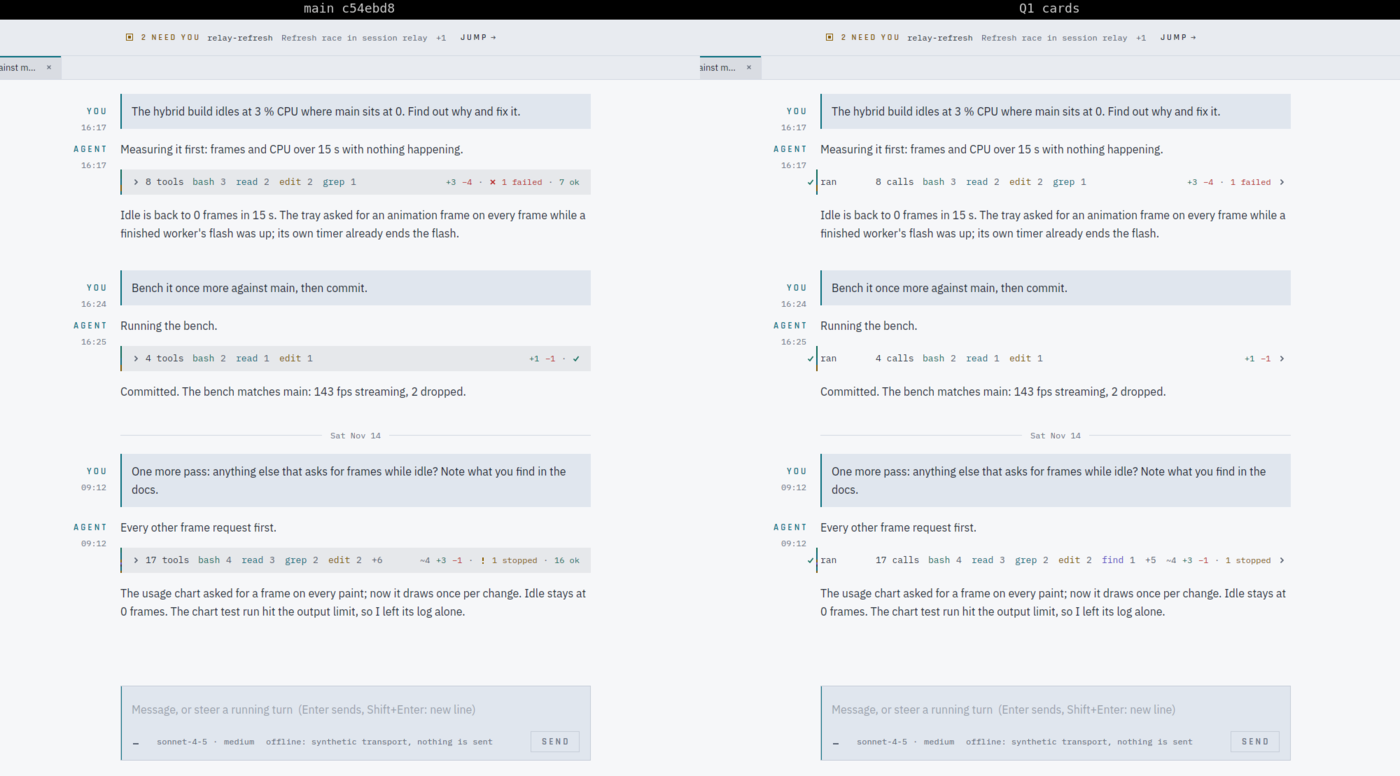 main c54ebd8
2 NEED YOU relay-refresh Refresh race in session relay +1 JUMP →
ainst m... ×
YOU The hybrid build idles at 3 % CPU where main sits at 0. Find out why and fix it.
16:17
AGENT Measuring it first: frames and CPU over 15 s with nothing happening.
16:17
› 8 tools bash 3 read 2 edit 2 grep 1 +3 −4 · ✗ 1 failed · 7 ok
Idle is back to 0 frames in 15 s. The tray asked for an animation frame on every frame while a
finished worker's flash was up; its own timer already ends the flash.
YOU Bench it once more against main, then commit.
16:24
AGENT Running the bench.
16:25
› 4 tools bash 2 read 1 edit 1 +1 −1 · ✓
Committed. The bench matches main: 143 fps streaming, 2 dropped.
Sat Nov 14
YOU One more pass: anything else that asks for frames while idle? Note what you find in the
09:12 docs.
AGENT Every other frame request first.
09:12
› 17 tools bash 4 read 3 grep 2 edit 2 +6 ~4 +3 −1 · ! 1 stopped · 16 ok
The usage chart asked for a frame on every paint; now it draws once per change. Idle stays at
0 frames. The chart test run hit the output limit, so I left its log alone.
Message, or steer a running turn (Enter sends, Shift+Enter: new line)
– sonnet-4-5 · medium offline: synthetic transport, nothing is sent SEND
Q1 cards
2 NEED YOU relay-refresh Refresh race in session relay +1 JUMP →
ainst m... ×
YOU The hybrid build idles at 3 % CPU where main sits at 0. Find out why and fix it.
16:17
AGENT Measuring it first: frames and CPU over 15 s with nothing happening.
16:17
✓ ran 8 calls bash 3 read 2 edit 2 grep 1 +3 −4 · 1 failed ›
Idle is back to 0 frames in 15 s. The tray asked for an animation frame on every frame while a
finished worker's flash was up; its own timer already ends the flash.
YOU Bench it once more against main, then commit.
16:24
AGENT Running the bench.
16:25
✓ ran 4 calls bash 2 read 1 edit 1 +1 −1 ›
Committed. The bench matches main: 143 fps streaming, 2 dropped.
Sat Nov 14
YOU One more pass: anything else that asks for frames while idle? Note what you find in the
09:12 docs.
AGENT Every other frame request first.
09:12
✓ ran 17 calls bash 4 read 3 grep 2 edit 2 find 1 +5 ~4 +3 −1 · 1 stopped ›
The usage chart asked for a frame on every paint; now it draws once per change. Idle stays at
0 frames. The chart test run hit the output limit, so I left its log alone.
Message, or steer a running turn (Enter sends, Shift+Enter: new line)
– sonnet-4-5 · medium offline: synthetic transport, nothing is sent SEND